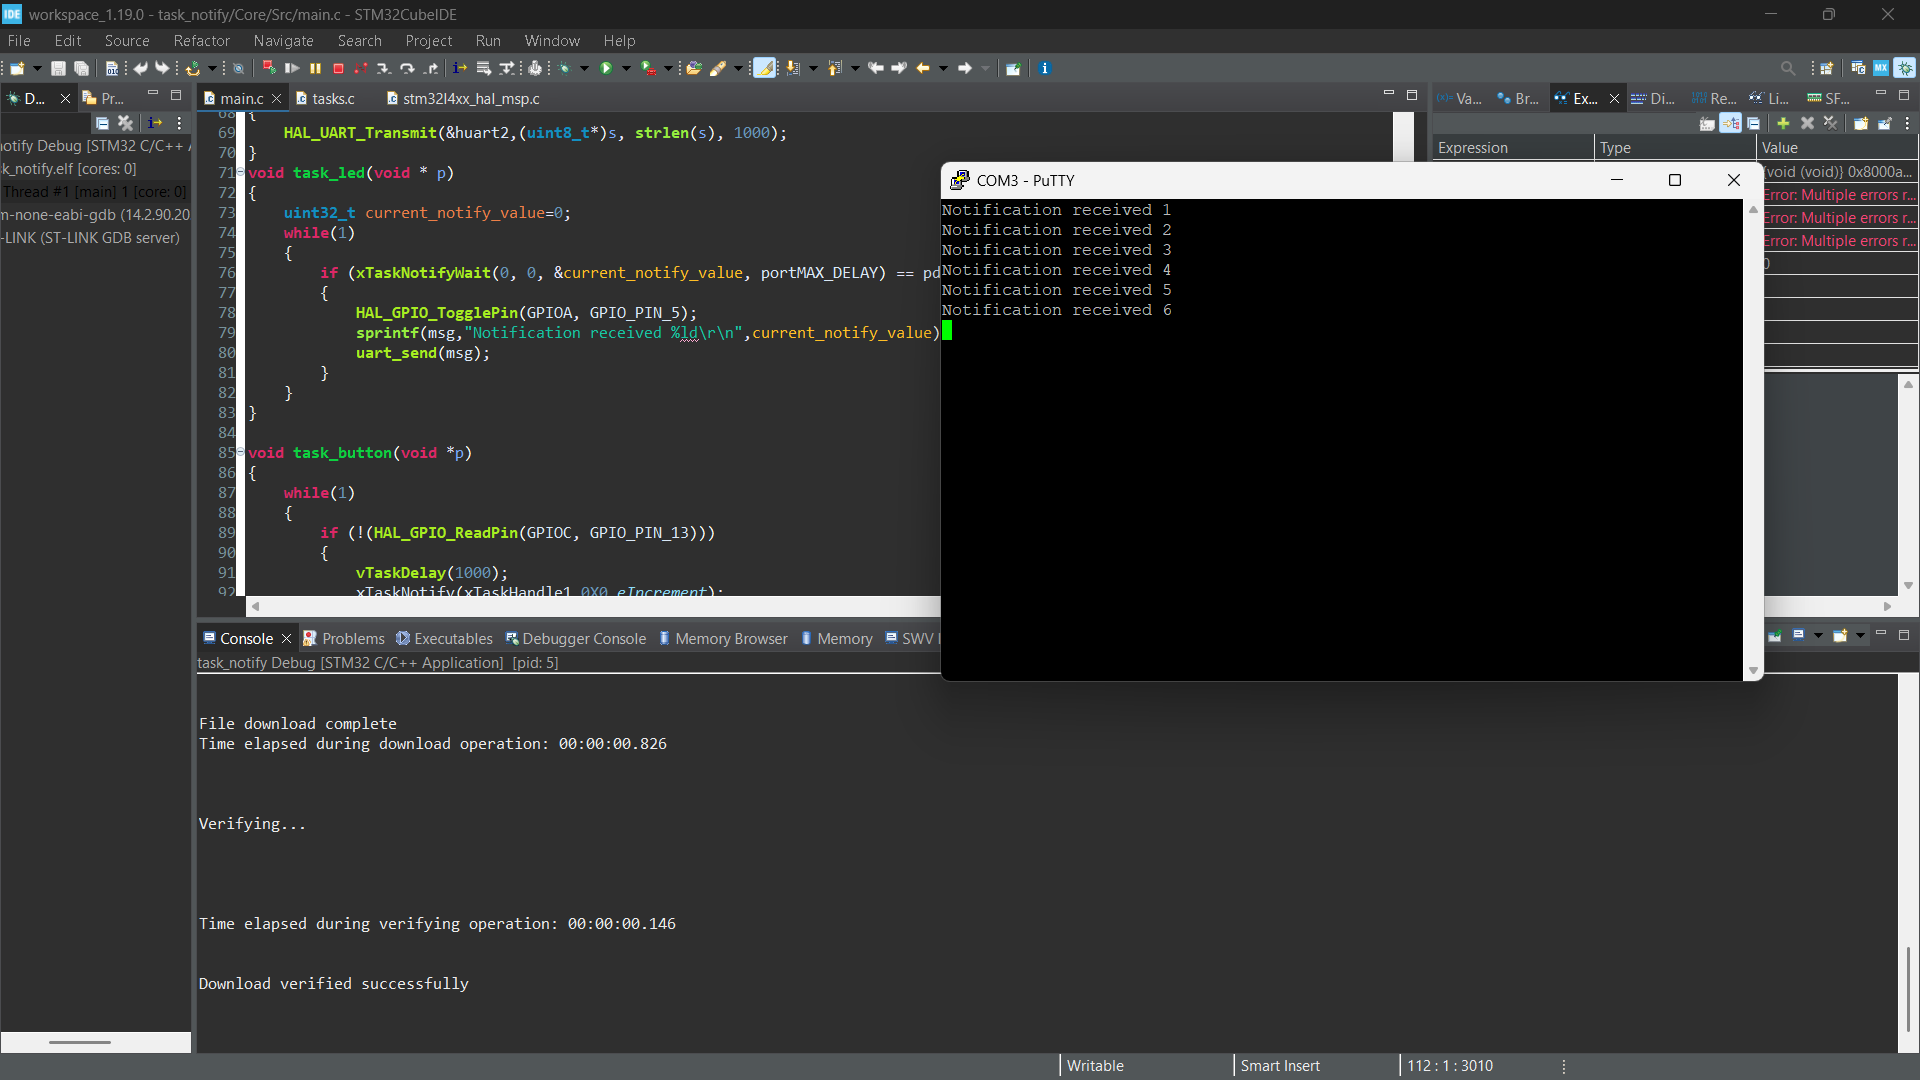 IDE workspace_1.19.0 - task_notify/Core/Src/main.c - STM32CubeIDE
File Edit Source Refactor Navigate Search Project Run Window Help
D... Pr...
otify Debug [STM32 C/C++ A
k_notify.elf [cores: 0]
Thread #1 [main] 1 [core: 0]
m-none-eabi-gdb (14.2.90.20
-LINK (ST-LINK GDB server)
main.c tasks.c stm32l4xx_hal_msp.c
68 {
69 HAL_UART_Transmit(&huart2,(uint8_t*)s, strlen(s), 1000);
70 }
71 void task_led(void * p)
72 {
73 uint32_t current_notify_value=0;
74 while(1)
75 {
76 if (xTaskNotifyWait(0, 0, &current_notify_value, portMAX_DELAY) == pd
77 {
78 HAL_GPIO_TogglePin(GPIOA, GPIO_PIN_5);
79 sprintf(msg,"Notification received %ld\r\n",current_notify_value)
80 uart_send(msg);
81 }
82 }
83 }
84
85 void task_button(void *p)
86 {
87 while(1)
88 {
89 if (!(HAL_GPIO_ReadPin(GPIOC, GPIO_PIN_13)))
90 {
91 vTaskDelay(1000);
92 xTaskNotify(xTaskHandle1,0X0,eIncrement);
COM3 - PuTTY
Notification received 1
Notification received 2
Notification received 3
Notification received 4
Notification received 5
Notification received 6
MX
Va... Br... Ex... Di... Re... Li... SF...
Expression Type Value
{void (void)} 0x8000a...
Error: Multiple errors r...
Error: Multiple errors r...
Error: Multiple errors r...
0
Console Problems Executables Debugger Console Memory Browser Memory SWV
task_notify Debug [STM32 C/C++ Application] [pid: 5]
File download complete
Time elapsed during download operation: 00:00:00.826
Verifying...
Time elapsed during verifying operation: 00:00:00.146
Download verified successfully
Writable Smart Insert 112 : 1 : 3010